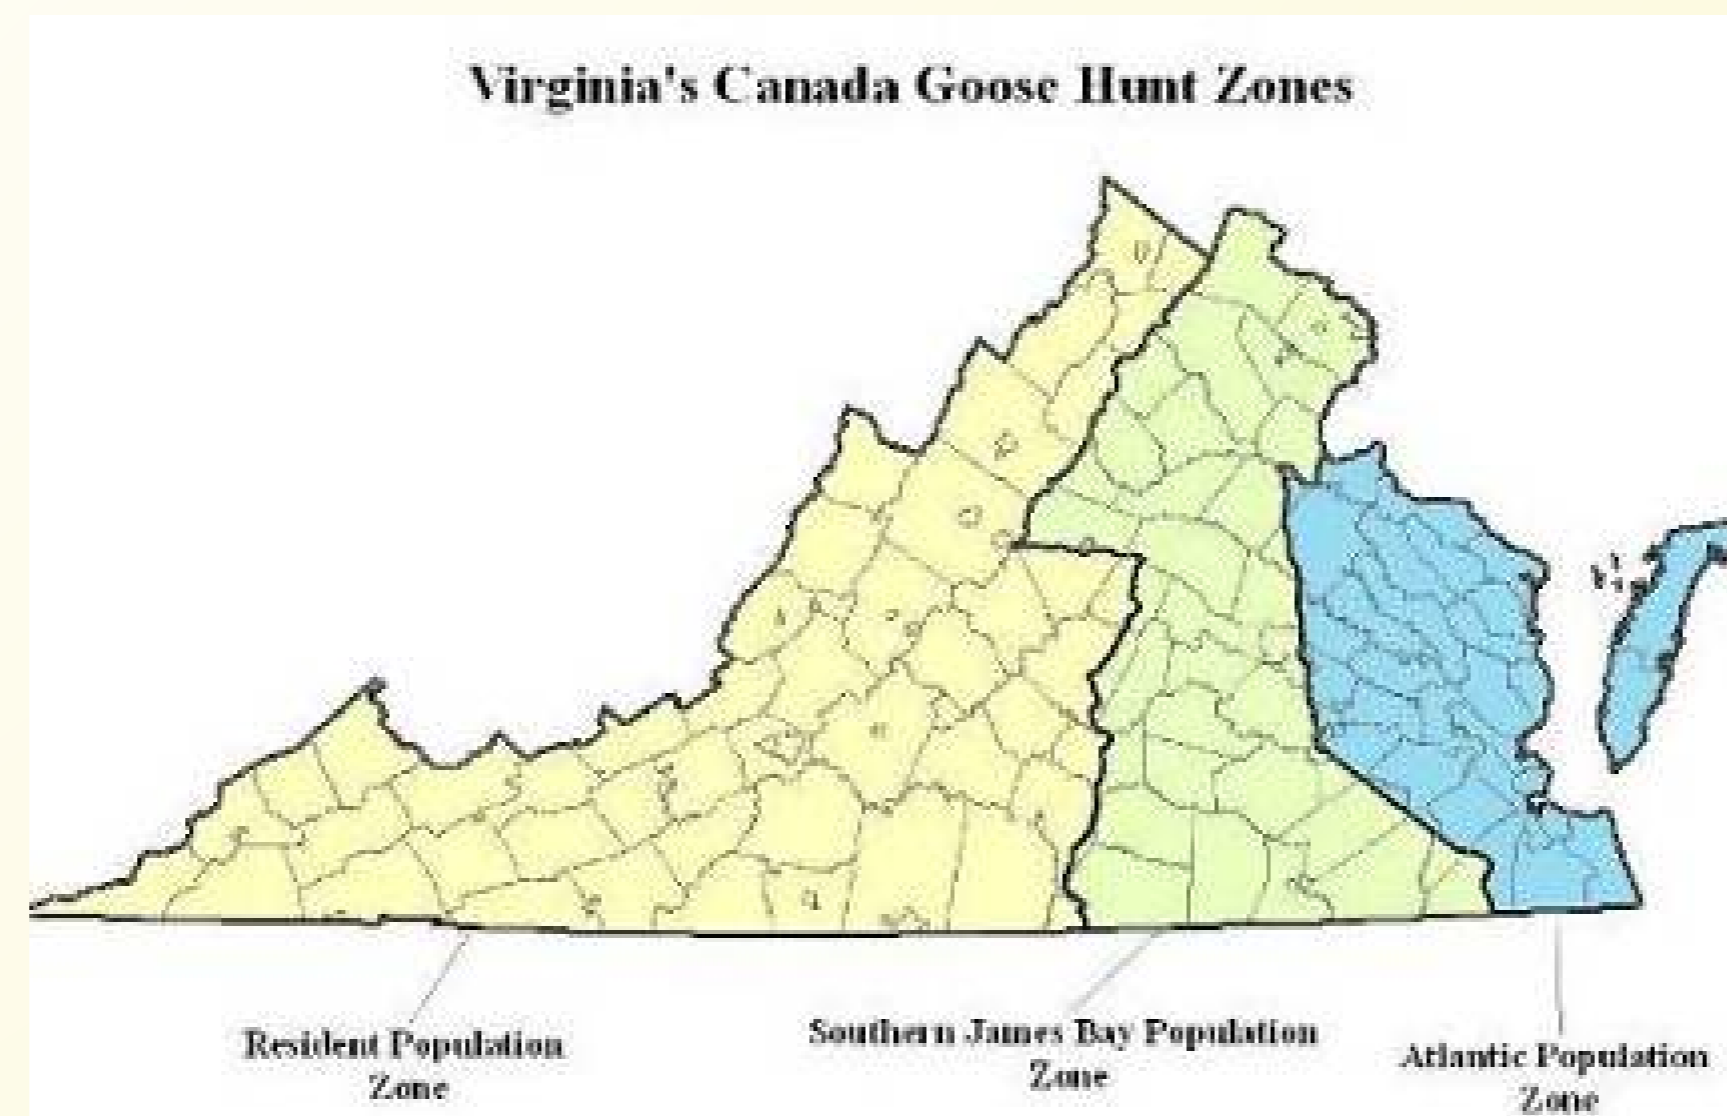 Virginia's Canada Goose Hunt Zones
Resident Population
Zone
Southern James Bay Population
Zone
Atlantic Population
Zone